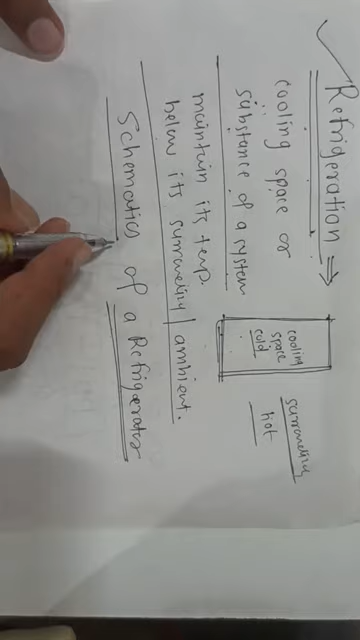 Refrigeration ⇒
cooling space or
substance of a system
maintain its temp.
below its surrounding / ambient.
cooling
space
cold
surrounding
hot
Schematics of a Refrigerator